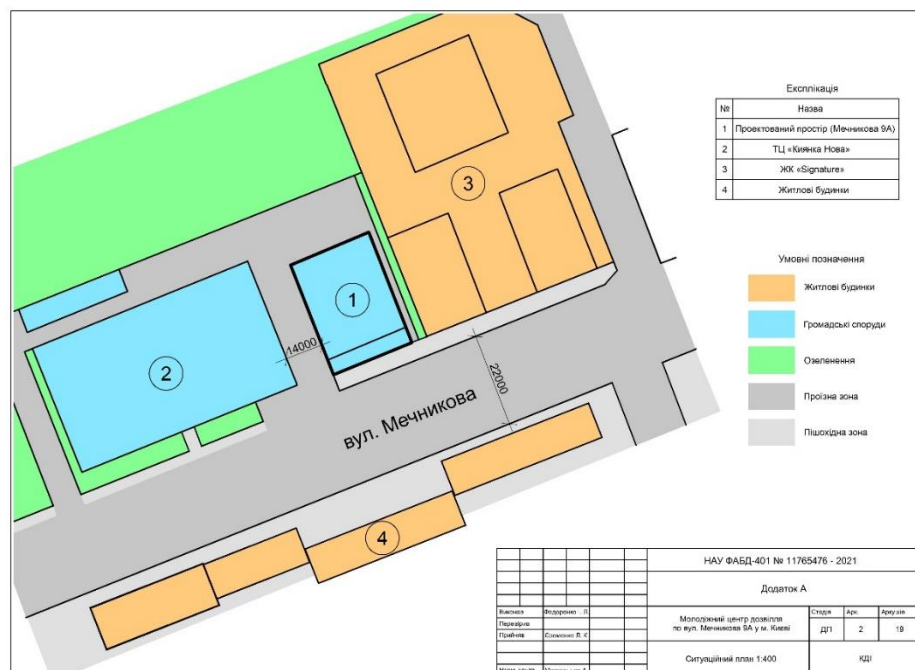 Експлікація
№ Назва
1 Проектований простір (Мечникова 9А)
2 ТЦ «Киянка Нова»
3 ЖК «Signature»
4 Житлові будинки
3
1
14000
2
22000
вул. Мечникова
4
Умовні позначення
Житлові будинки
Громадські споруди
Озеленення
Проїзна зона
Пішохідна зона
НАУ ФАБД-401 № 11765476 - 2021
Додаток А
Виконав
Перевірив
Прийняв
Молодіжний центр дозвілля
по вул. Мечникова 9А у м. Києві
Стадія Арк. Аркушів
ДП 2 19
Ситуаційний план 1:400
КДІ